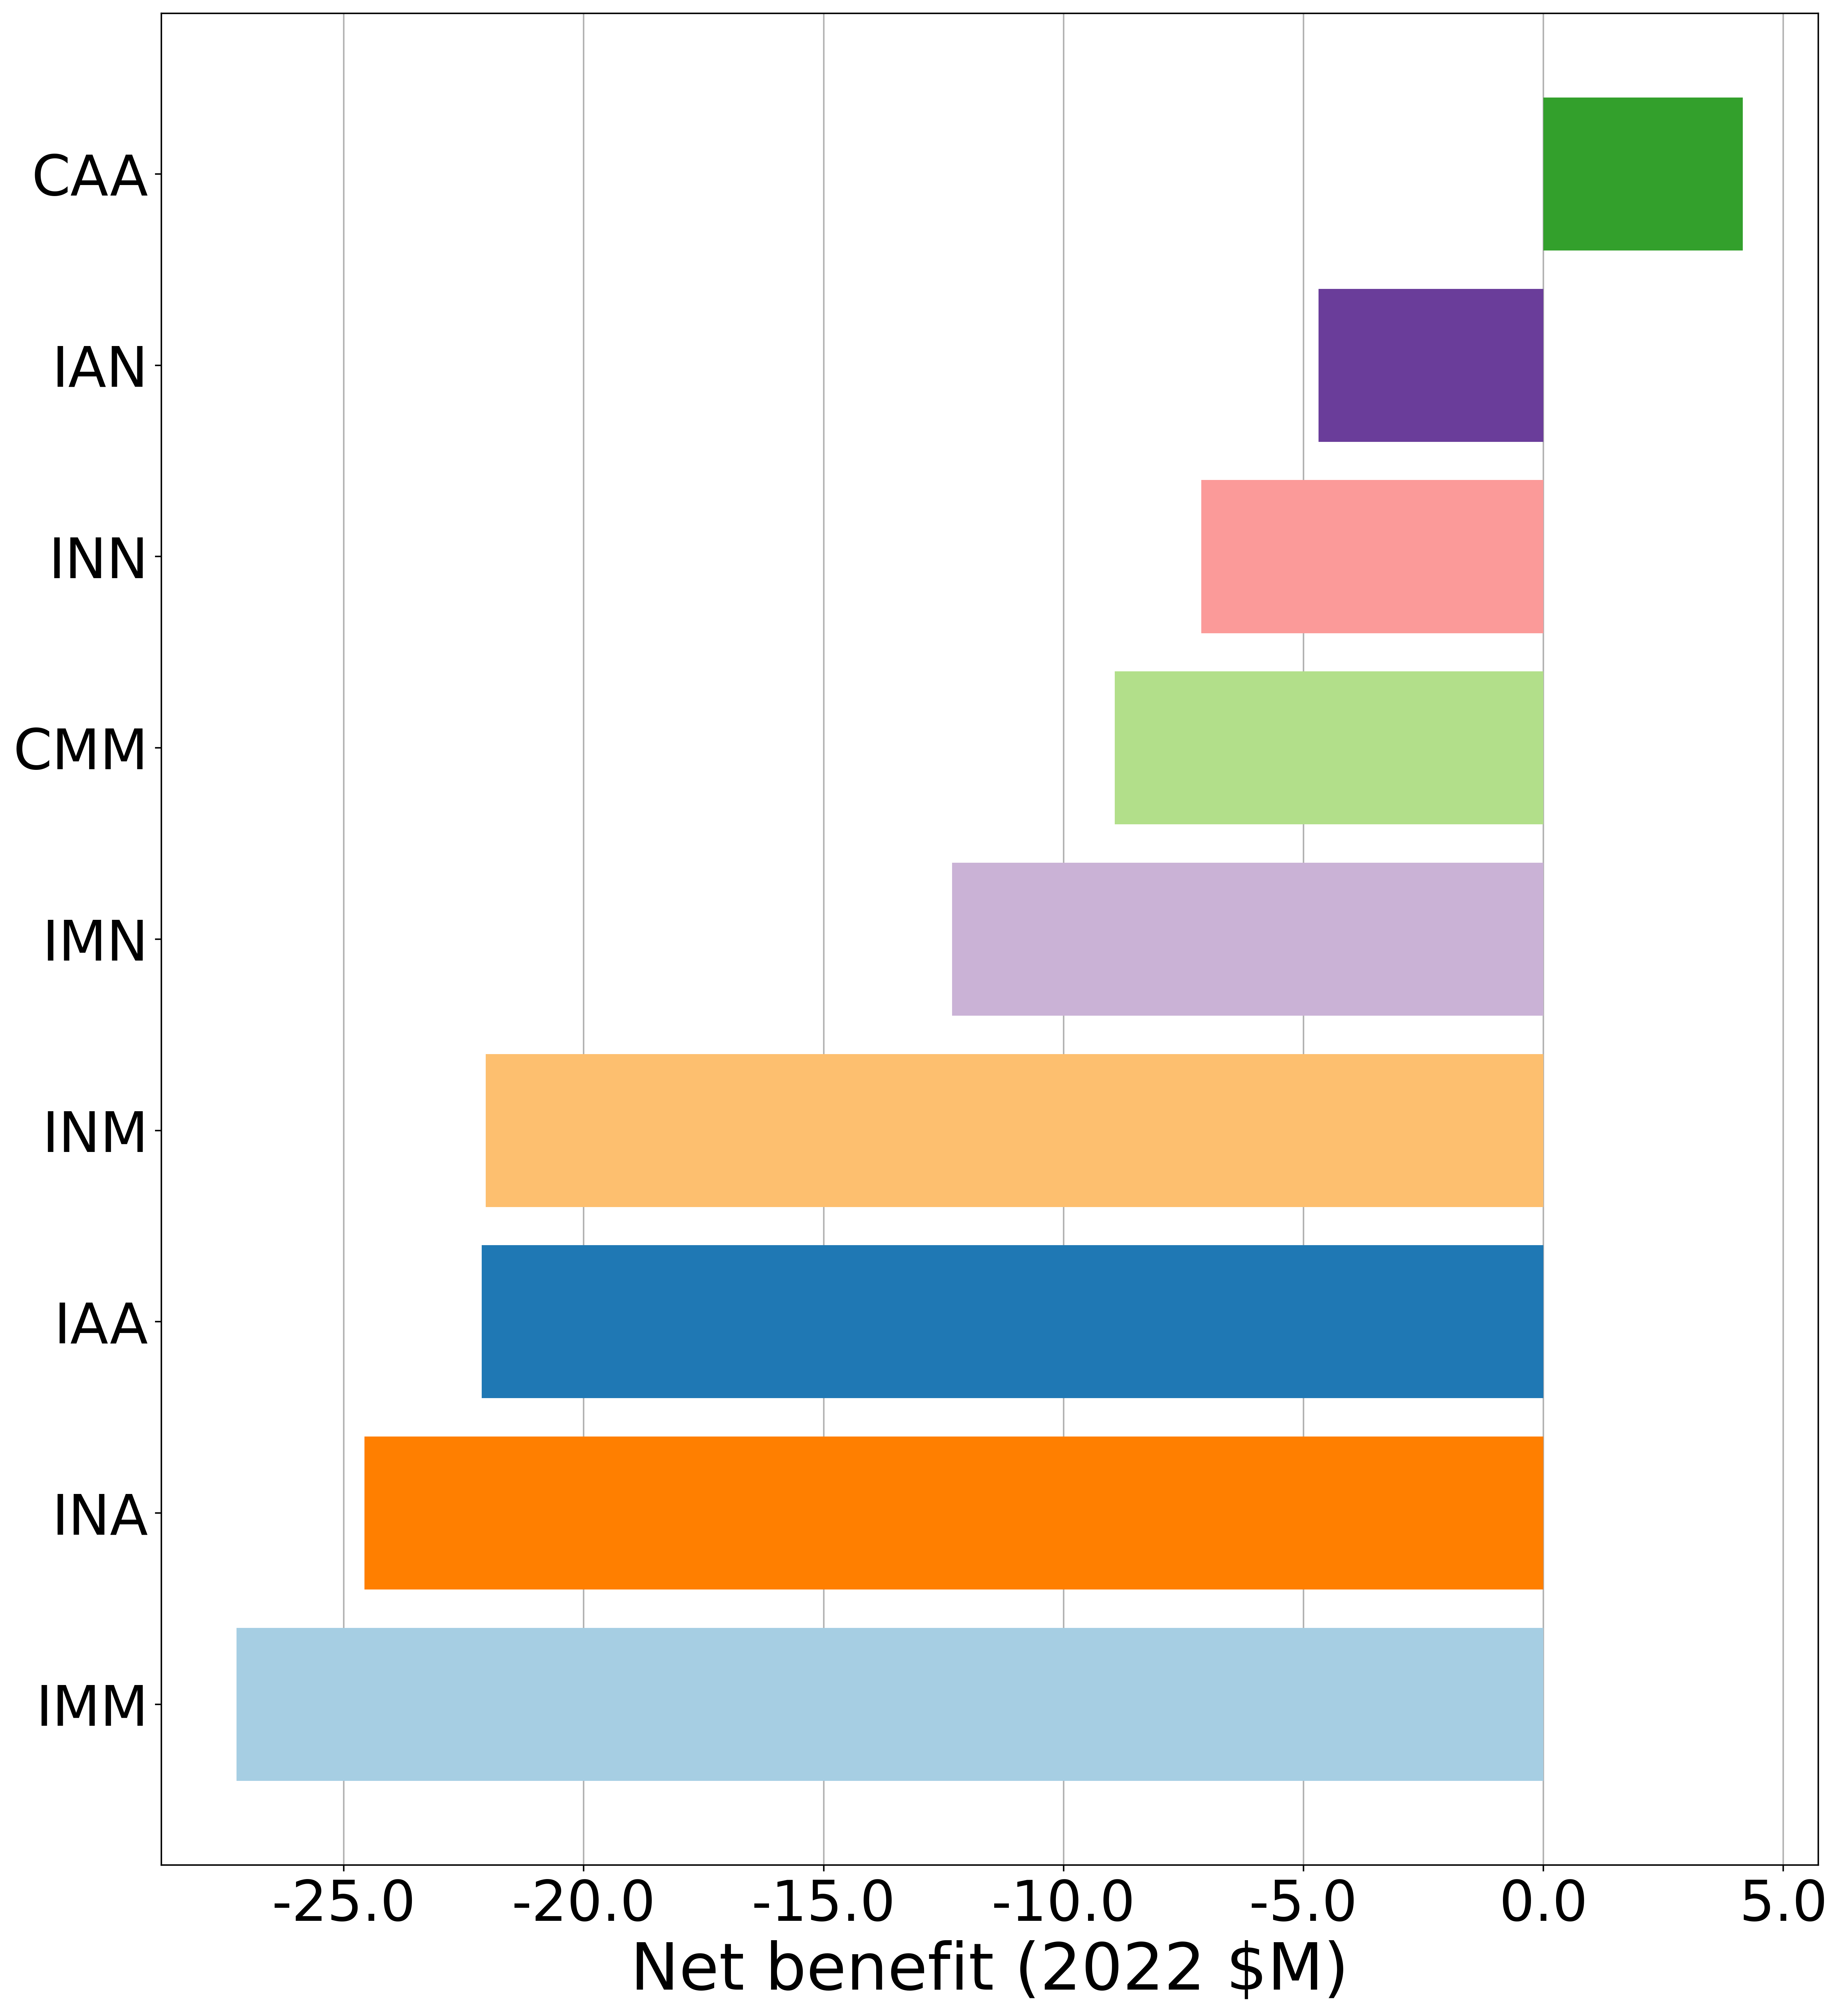 CAA
IAN
INN
CMM
IMN
INM
IAA
INA
IMM
-25.0 -20.0 -15.0 -10.0 -5.0 0.0 5.0
Net benefit (2022 $M)